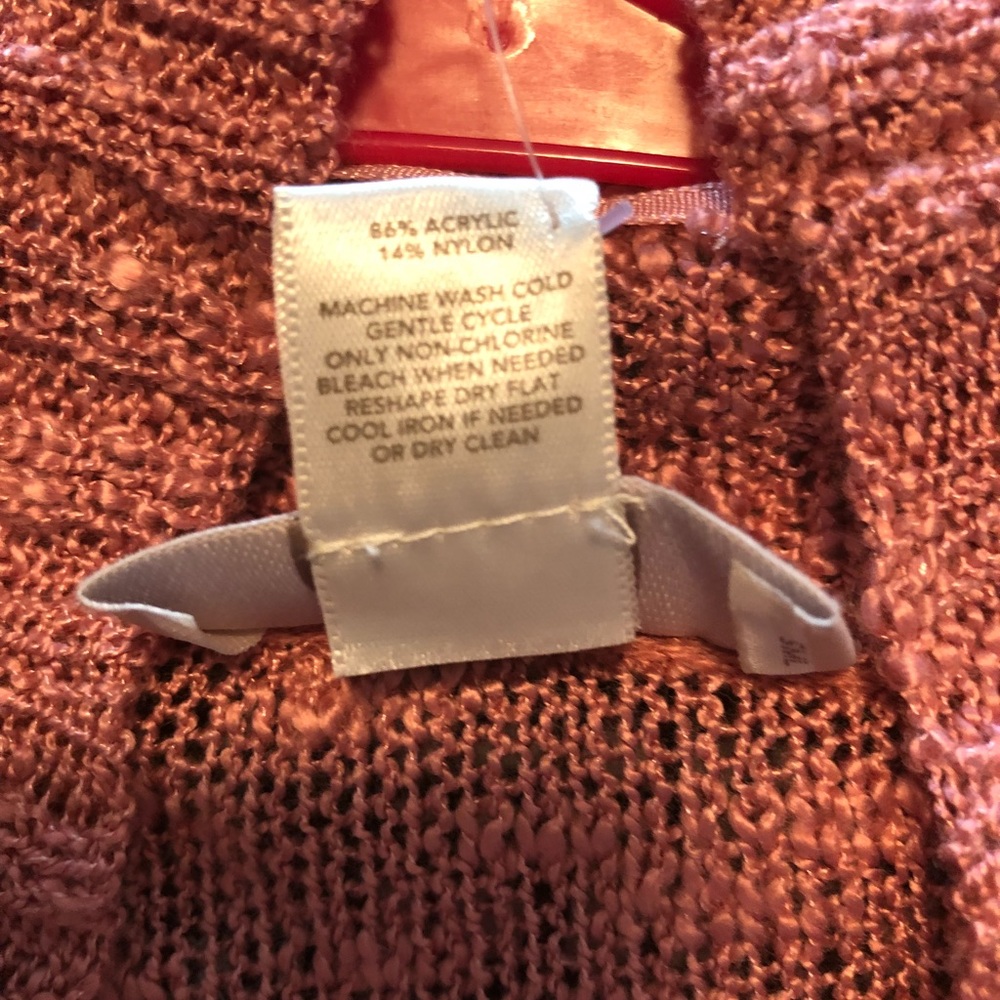 86% ACRYLIC
14% NYLON
MACHINE WASH COLD
GENTLE CYCLE
ONLY NON-CHLORINE
BLEACH WHEN NEEDED
RESHAPE DRY FLAT
COOL IRON IF NEEDED
OR DRY CLEAN